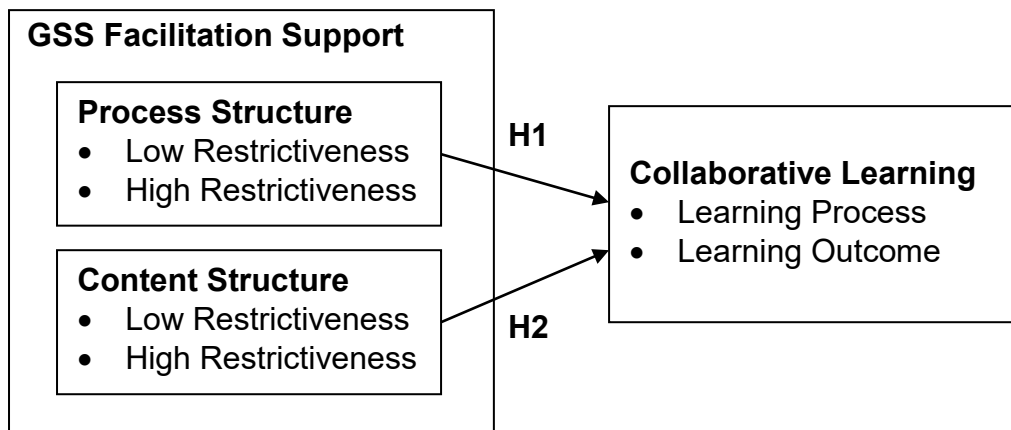 GSS Facilitation Support
Process Structure
• Low Restrictiveness
• High Restrictiveness
Content Structure
• Low Restrictiveness
• High Restrictiveness
H1
H2
Collaborative Learning
• Learning Process
• Learning Outcome